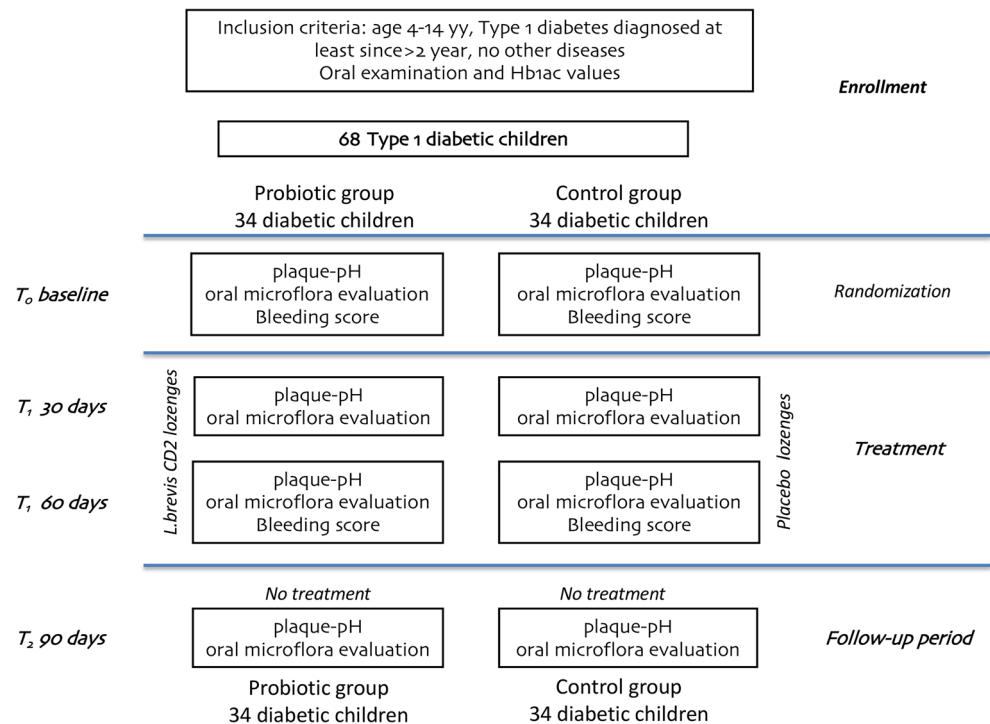 Inclusion criteria: age 4-14 yy, Type 1 diabetes diagnosed at
least since>2 year, no other diseases
Oral examination and Hb1ac values
Enrollment
68 Type 1 diabetic children
Probiotic group
34 diabetic children
Control group
34 diabetic children
T0 baseline
plaque-pH
oral microflora evaluation
Bleeding score
plaque-pH
oral microflora evaluation
Bleeding score
Randomization
T1 30 days
L.brevis CD2 lozenges
plaque-pH
oral microflora evaluation
plaque-pH
oral microflora evaluation
Placebo lozenges
Treatment
T1 60 days
plaque-pH
oral microflora evaluation
Bleeding score
plaque-pH
oral microflora evaluation
Bleeding score
No treatment
No treatment
T2 90 days
plaque-pH
oral microflora evaluation
plaque-pH
oral microflora evaluation
Follow-up period
Probiotic group
34 diabetic children
Control group
34 diabetic children